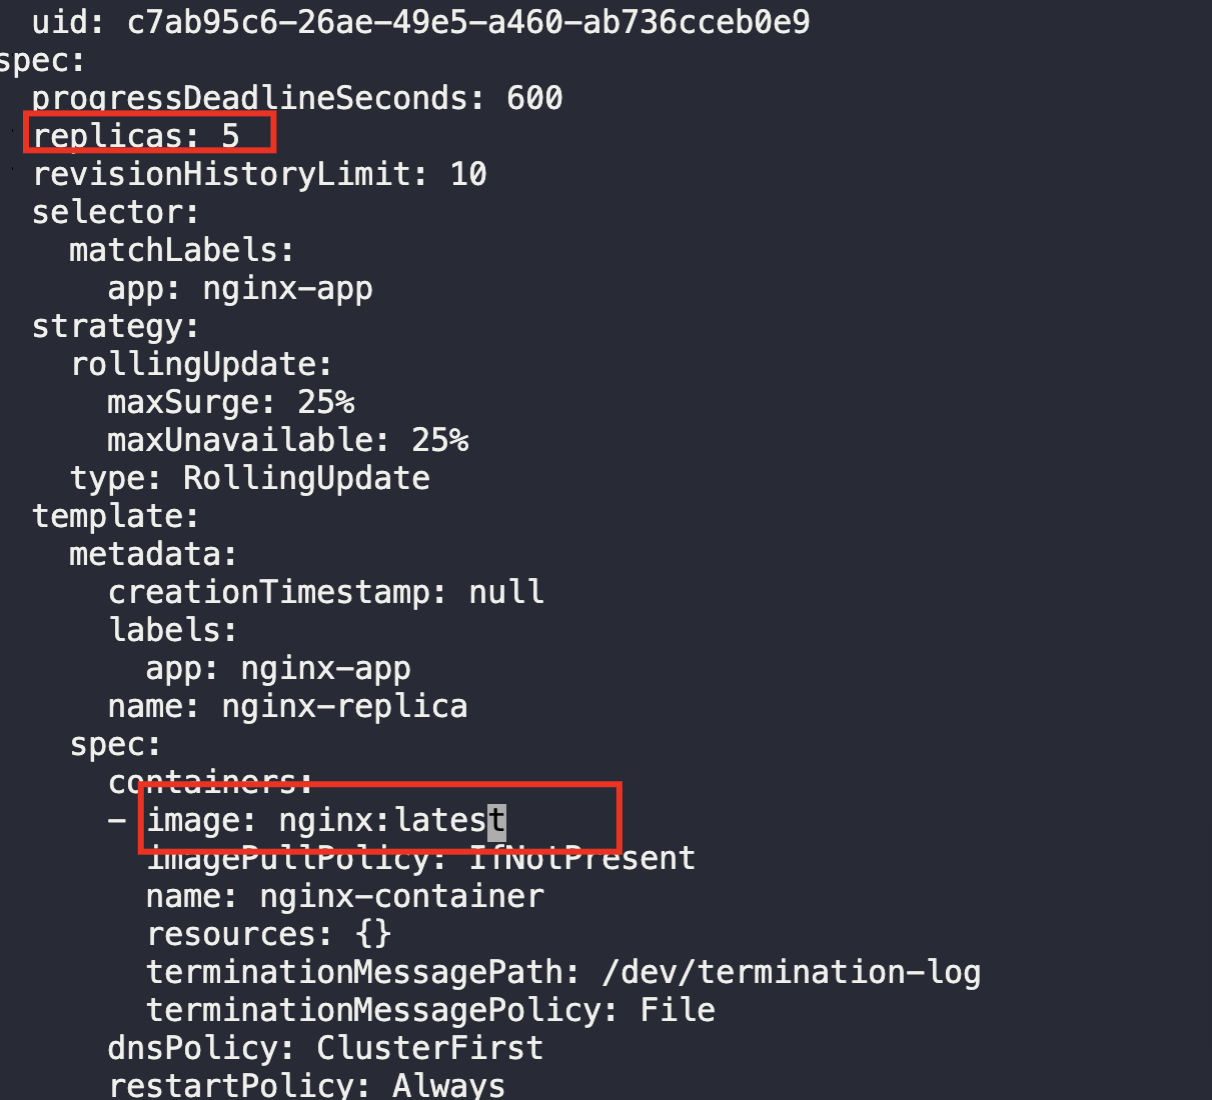 uid: c7ab95c6-26ae-49e5-a460-ab736cceb0e9
spec:
progressDeadlineSeconds: 600
replicas: 5
revisionHistoryLimit: 10
selector:
matchLabels:
app: nginx-app
strategy:
rollingUpdate:
maxSurge: 25%
maxUnavailable: 25%
type: RollingUpdate
template:
metadata:
creationTimestamp: null
labels:
app: nginx-app
name: nginx-replica
spec:
containers:
- image: nginx:latest
imagePullPolicy: IfNotPresent
name: nginx-container
resources: {}
terminationMessagePath: /dev/termination-log
terminationMessagePolicy: File
dnsPolicy: ClusterFirst
restartPolicy: Always